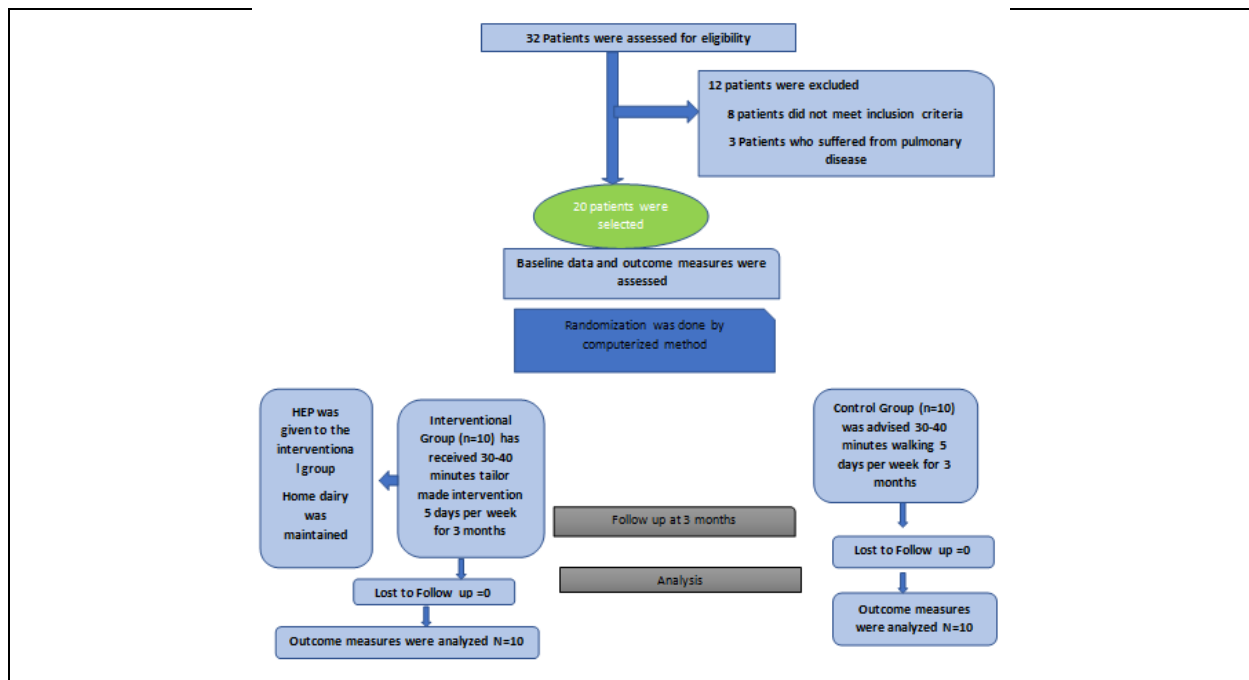 32 Patients were assessed for eligibility
12 patients were excluded
8 patients did not meet inclusion criteria
3 Patients who suffered from pulmonary
disease
20 patients were
selected
Baseline data and outcome measures were
assessed
Randomization was done by
computerized method
HEP was
given to the
interventiona
l group
Home dairy
was
maintained
Interventional
Group (n=10) has
received 30-40
minutes tailor
made intervention
5 days per week
for 3 months
Control Group (n=10)
was advised 30-40
minutes walking 5
days per week for 3
months
Follow up at 3 months
Lost to Follow up =0
Analysis
Lost to Follow up =0
Outcome measures
were analyzed N=10
Outcome measures were analyzed N=10